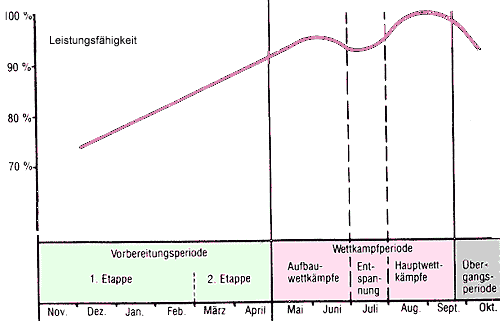 100 %
Leistungsfähigkeit
90 %
80 %
70 %
Vorbereitungsperiode
Wettkampfperiode
1. Etappe
2. Etappe
Aufbau-
wettkämpfe
Ent-
span-
nung
Hauptwett-
kämpfe
Über-
gangs-
periode
Nov. Dez. Jan. Feb. März April Mai Juni Juli Aug. Sept. Okt.